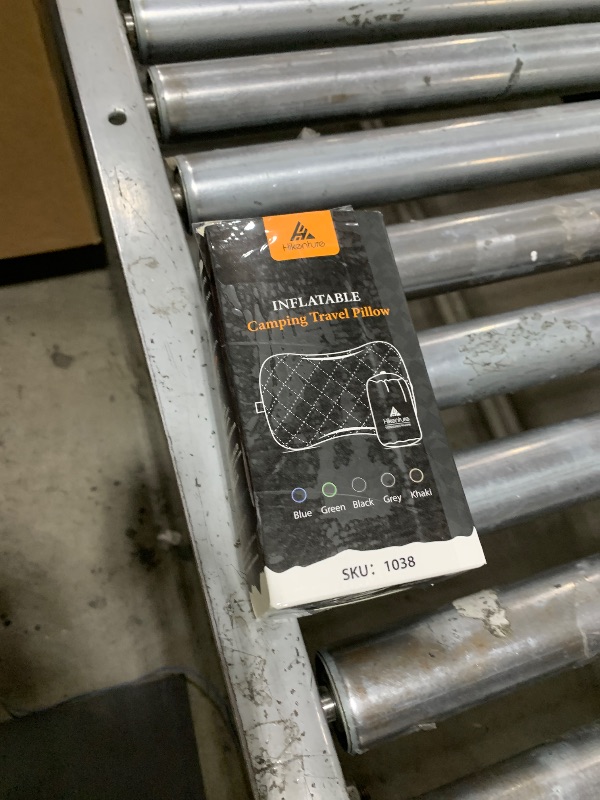 Hikenture
INFLATABLE
Camping Travel Pillow
Hikenture
Blue Green Black Grey Khaki
SKU: 1038